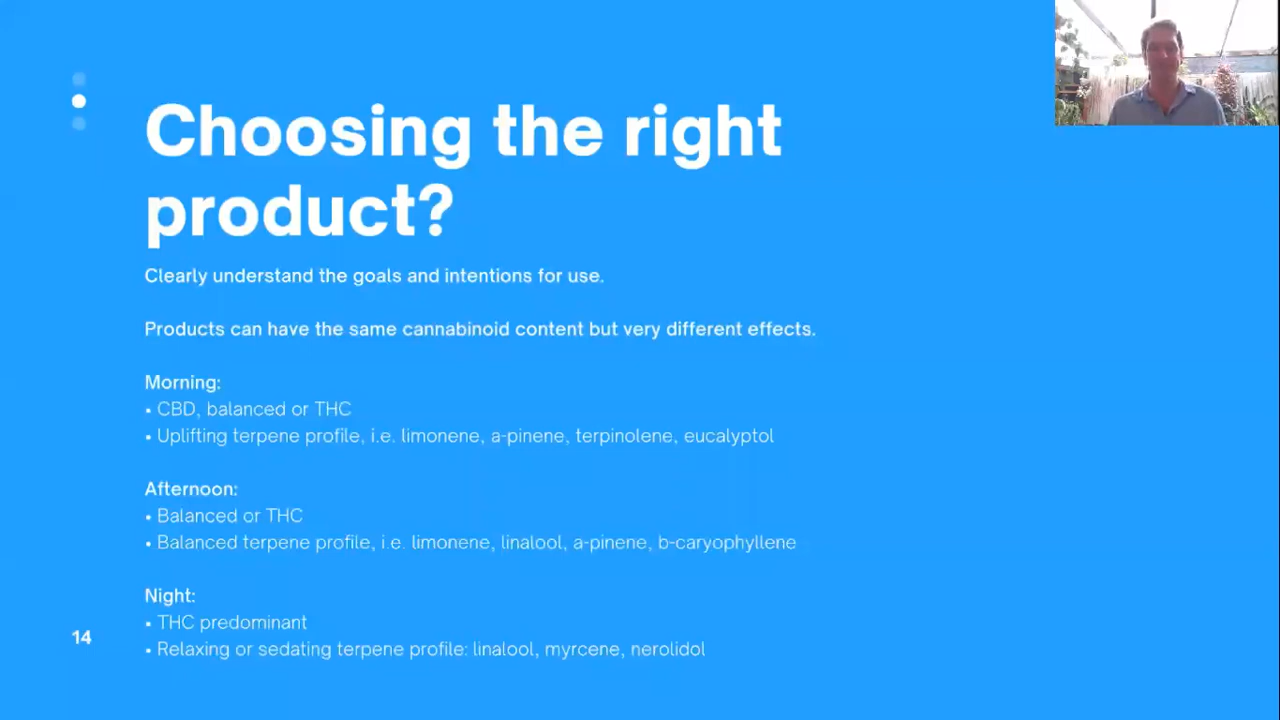 Choosing the right
product?
Clearly understand the goals and intentions for use.
Products can have the same cannabinoid content but very different effects.
Morning:
• CBD, balanced or THC
• Uplifting terpene profile, i.e. limonene, a-pinene, terpinolene, eucalyptol
Afternoon:
• Balanced or THC
• Balanced terpene profile, i.e. limonene, linalool, a-pinene, b-caryophyllene
Night:
• THC predominant
• Relaxing or sedating terpene profile: linalool, myrcene, nerolidol
14